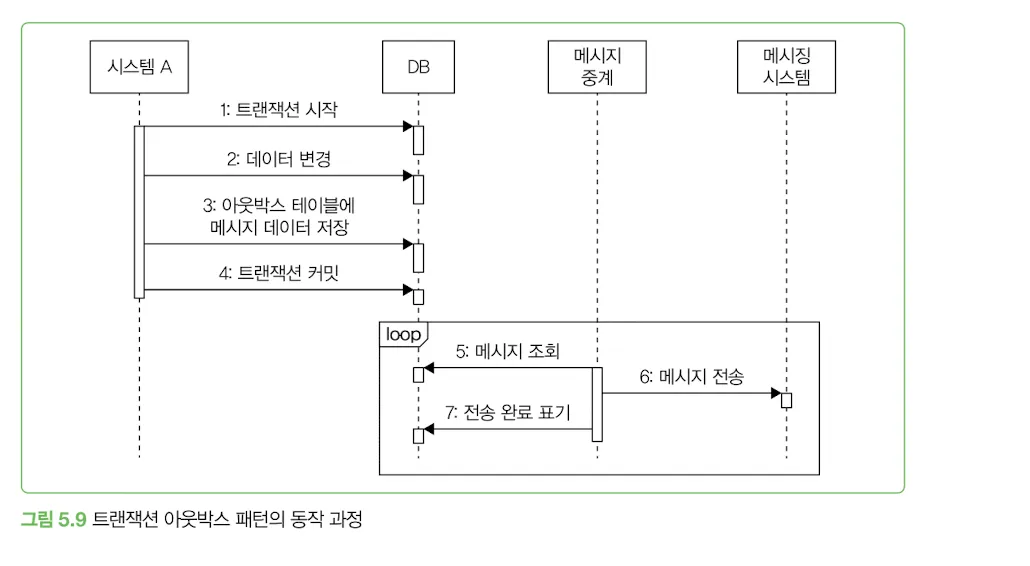 시스템 A
DB
메시지
중계
메시징
시스템
1: 트랜잭션 시작
2: 데이터 변경
3: 아웃박스 테이블에
메시지 데이터 저장
4: 트랜잭션 커밋
loop
5: 메시지 조회
6: 메시지 전송
7: 전송 완료 표기
그림 5.9 트랜잭션 아웃박스 패턴의 동작 과정